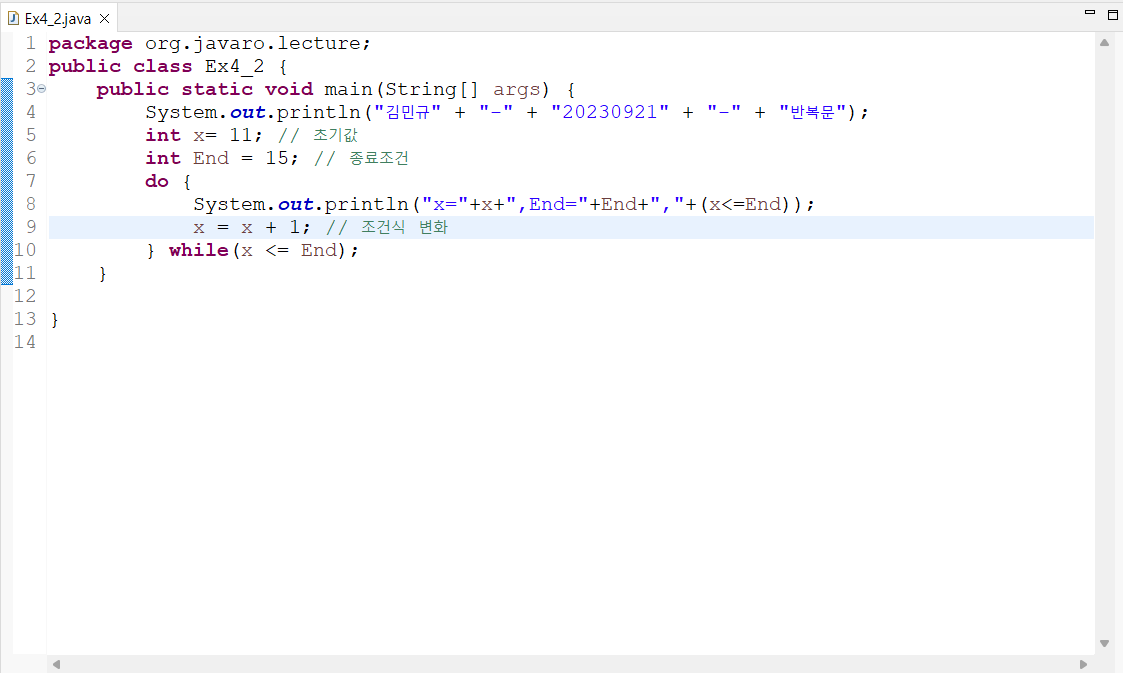 Ex4_2.java
1 package org.javaro.lecture;
2 public class Ex4_2 {
3 public static void main(String[] args) {
4 System.out.println("김민규" + "-" + "20230921" + "-" + "반복문");
5 int x= 11; // 초기값
6 int End = 15; // 종료조건
7 do {
8 System.out.println("x="+x+",End="+End+","+(x<=End));
9 x = x + 1; // 조건식 변화
10 } while(x <= End);
11 }
12
13 }
14